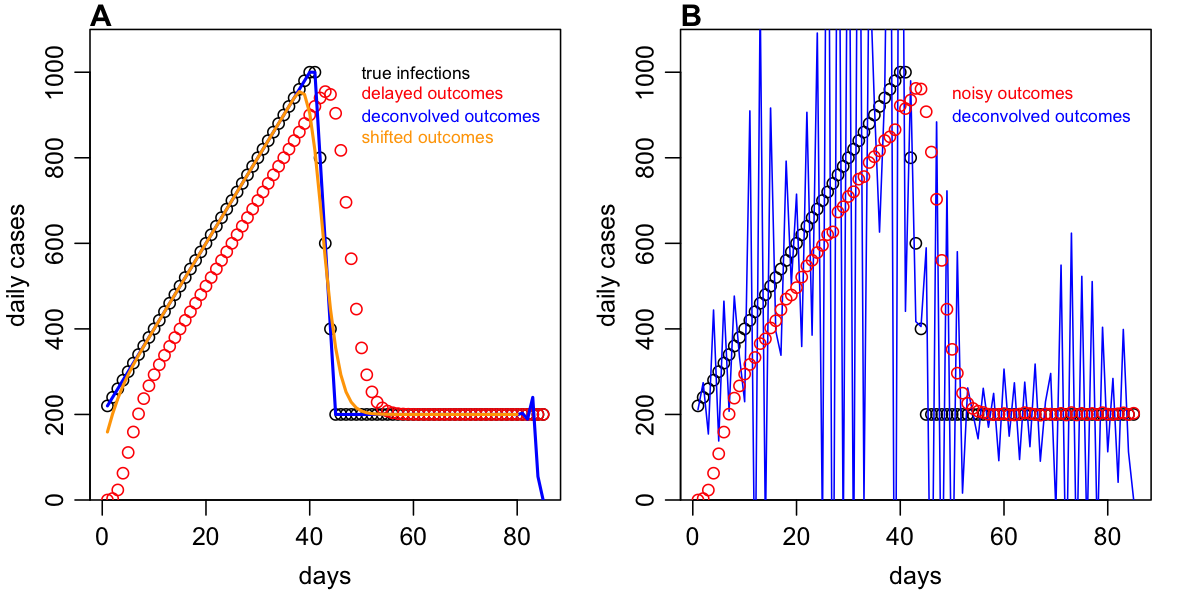 A
true infections
delayed outcomes
deconvolved outcomes
shifted outcomes
daily cases
0
200
400
600
800
1000
0
20
40
60
80
days
B
noisy outcomes
deconvolved outcomes
daily cases
0
200
400
600
800
1000
0
20
40
60
80
days